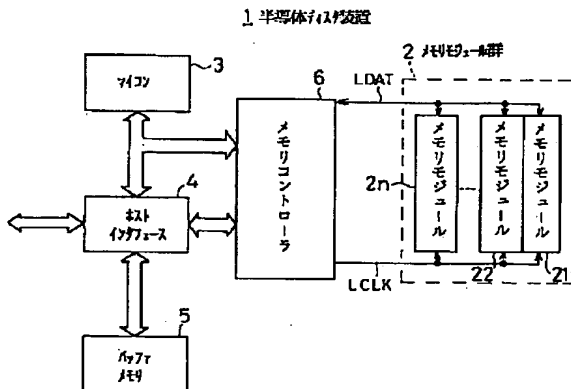 1 半導体ディスク装置
マイコン
3
ホスト
インタフェース
4
バッファ
メモリ
5
メモリコントローラ
6
LDAT
LCLK
2 メモリモジュール群
メモリモジュール
2n
メモリモジュール
22
メモリモジュール
21